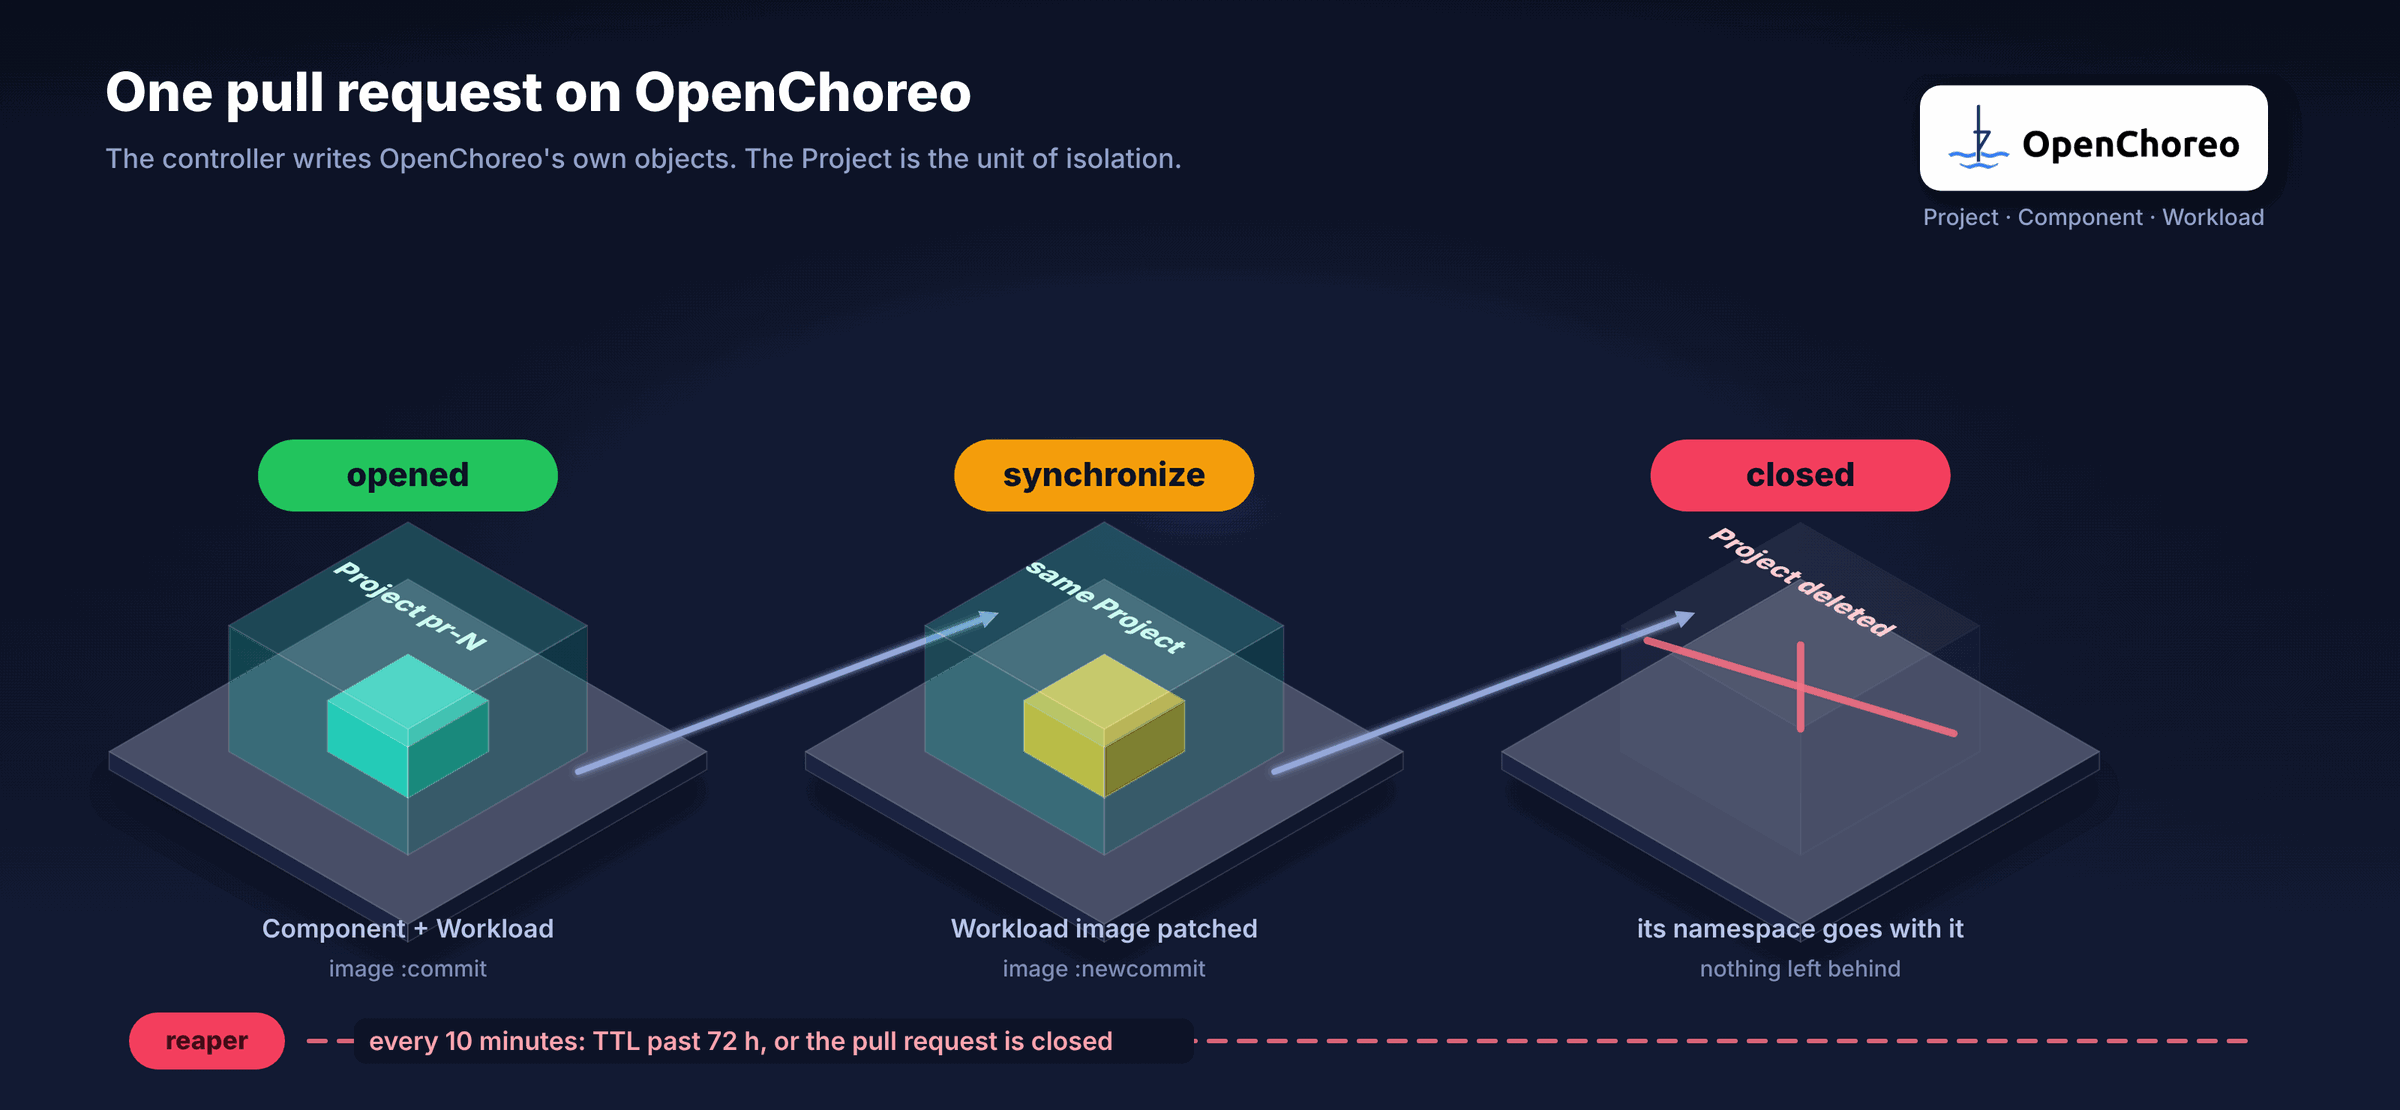 One pull request on OpenChoreo
The controller writes OpenChoreo's own objects. The Project is the unit of isolation.
OpenChoreo
Project · Component · Workload
opened
synchronize
closed
Project pr-N
same Project
Project deleted
Component + Workload
image :commit
Workload image patched
image :newcommit
its namespace goes with it
nothing left behind
reaper
every 10 minutes: TTL past 72 h, or the pull request is closed